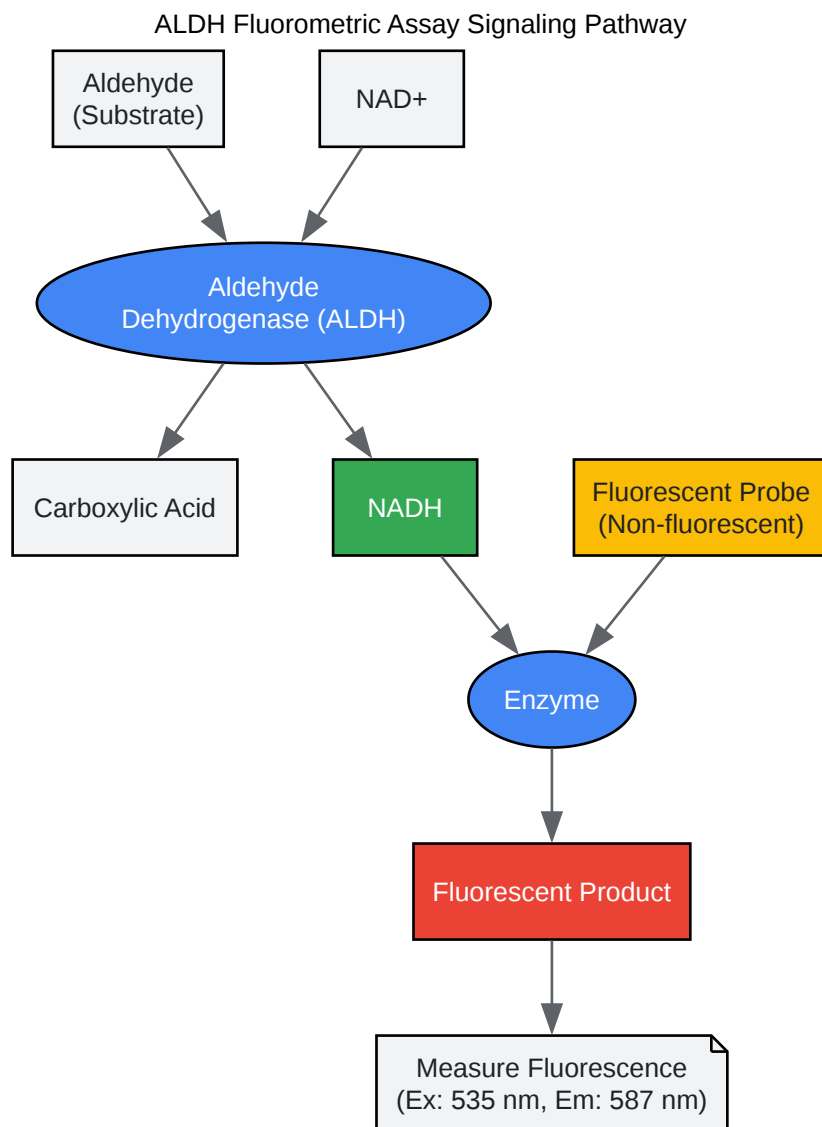 ALDH Fluorometric Assay Signaling Pathway
Aldehyde
(Substrate)
NAD+
Aldehyde
Dehydrogenase (ALDH)
Carboxylic Acid
NADH
Fluorescent Probe
(Non-fluorescent)
Enzyme
Fluorescent Product
Measure Fluorescence
(Ex: 535 nm, Em: 587 nm)